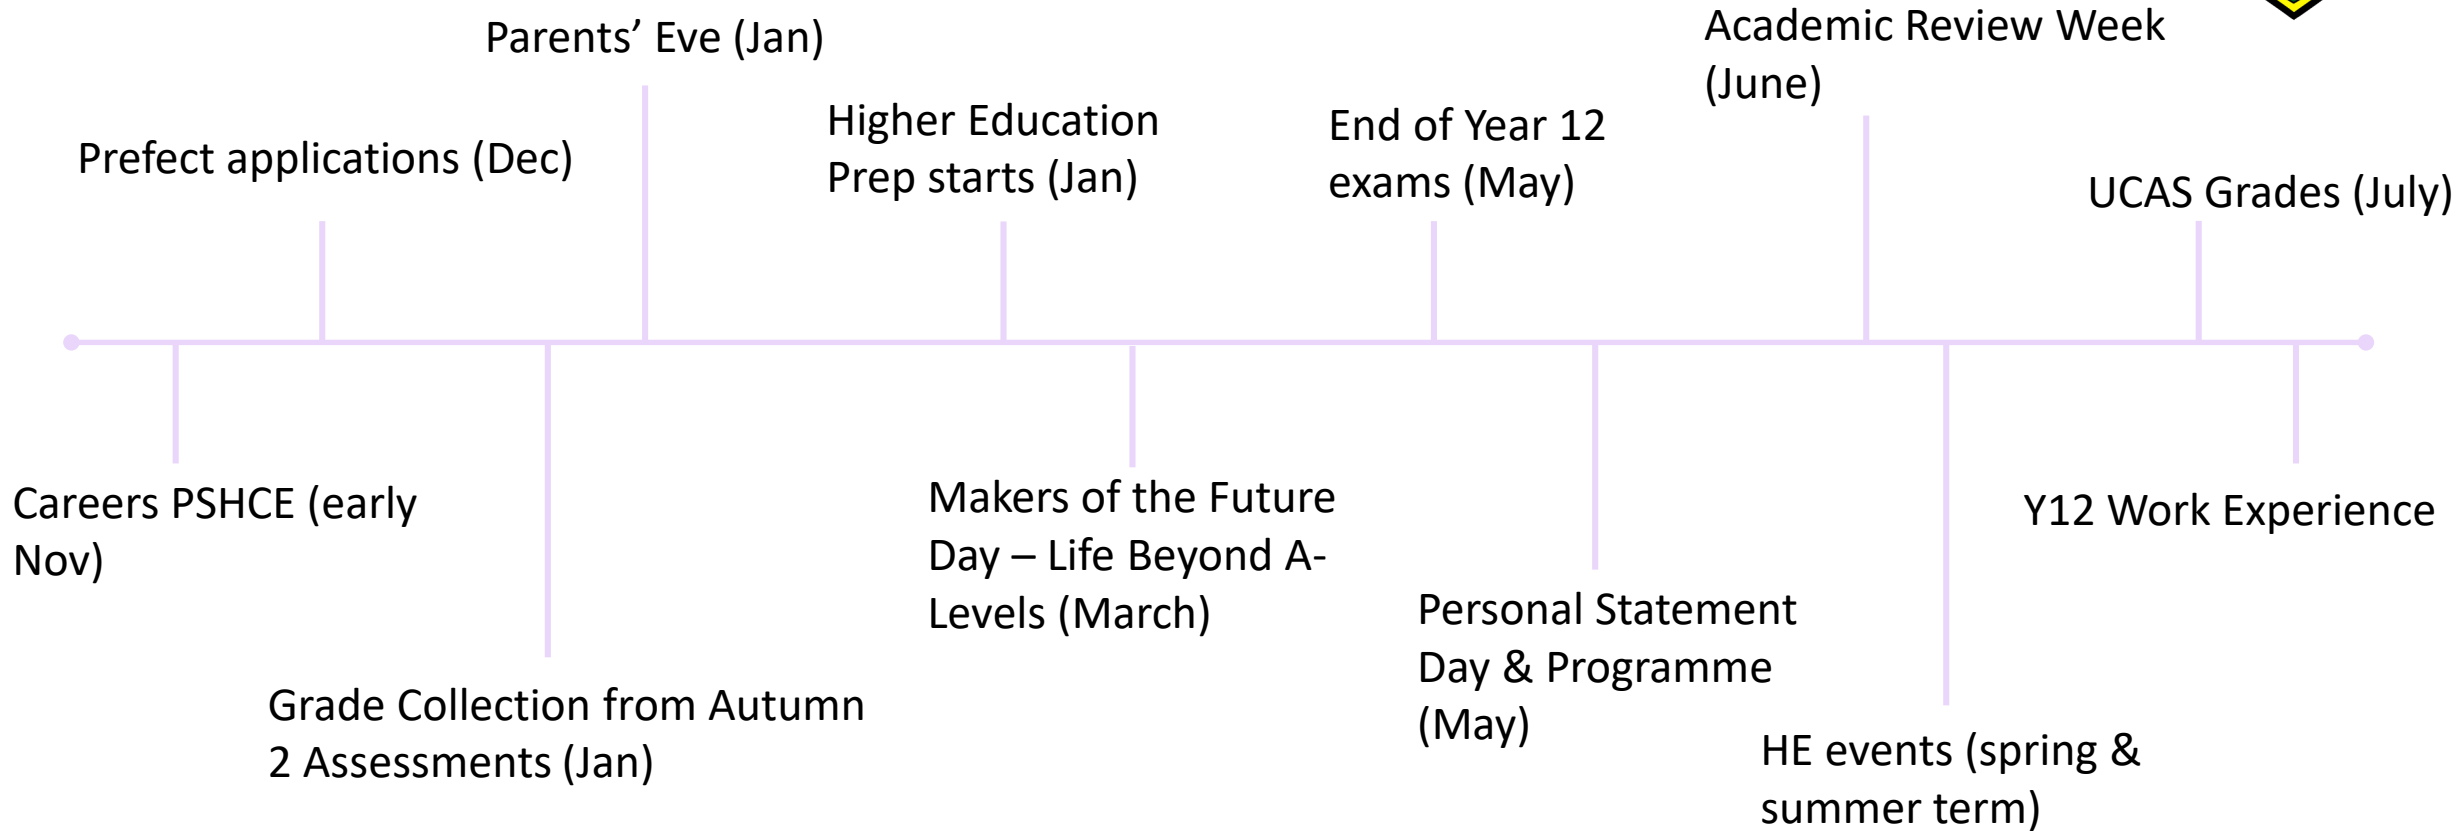 Parents’ Eve (Jan)
Academic Review Week
(June)
Prefect applications (Dec)
Higher Education
Prep starts (Jan)
End of Year 12
exams (May)
UCAS Grades (July)
Careers PSHCE (early
Nov)
Makers of the Future
Day – Life Beyond A-
Levels (March)
Y12 Work Experience
Grade Collection from Autumn
2 Assessments (Jan)
Personal Statement
Day & Programme
(May)
HE events (spring &
summer term)